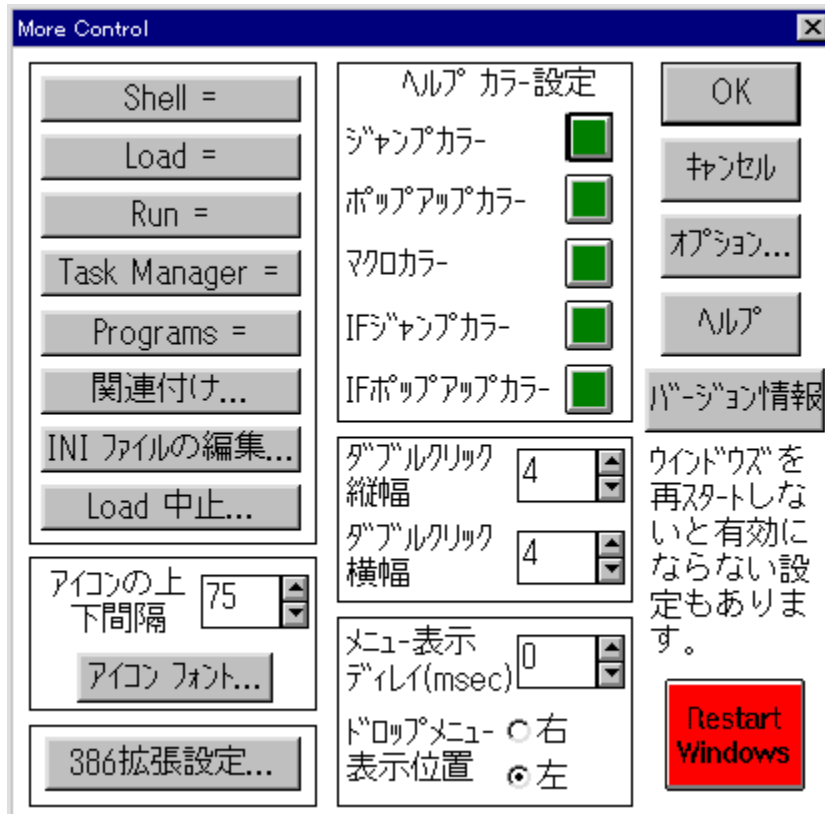 More Control
Shell =
Load =
Run =
Task Manager =
Programs =
関連付け...
INI ファイルの編集...
Load 中止...
アイコンの上
下間隔
75
アイコン フォント...
386拡張設定...
ヘルプ カラー設定
ジャンプカラー
ポップアップカラー
マクロカラー
IFジャンプカラー
IFポップアップカラー
ダブルクリック
縦幅
4
ダブルクリック
横幅
4
メニュー表示
ディレイ(msec)
0
ドロップメニュー
表示位置
右
左
OK
キャンセル
オプション...
ヘルプ
バージョン情報
ウインドウズを
再スタートしな
いと有効に
ならない設
定もありま
す。
Restart
Windows